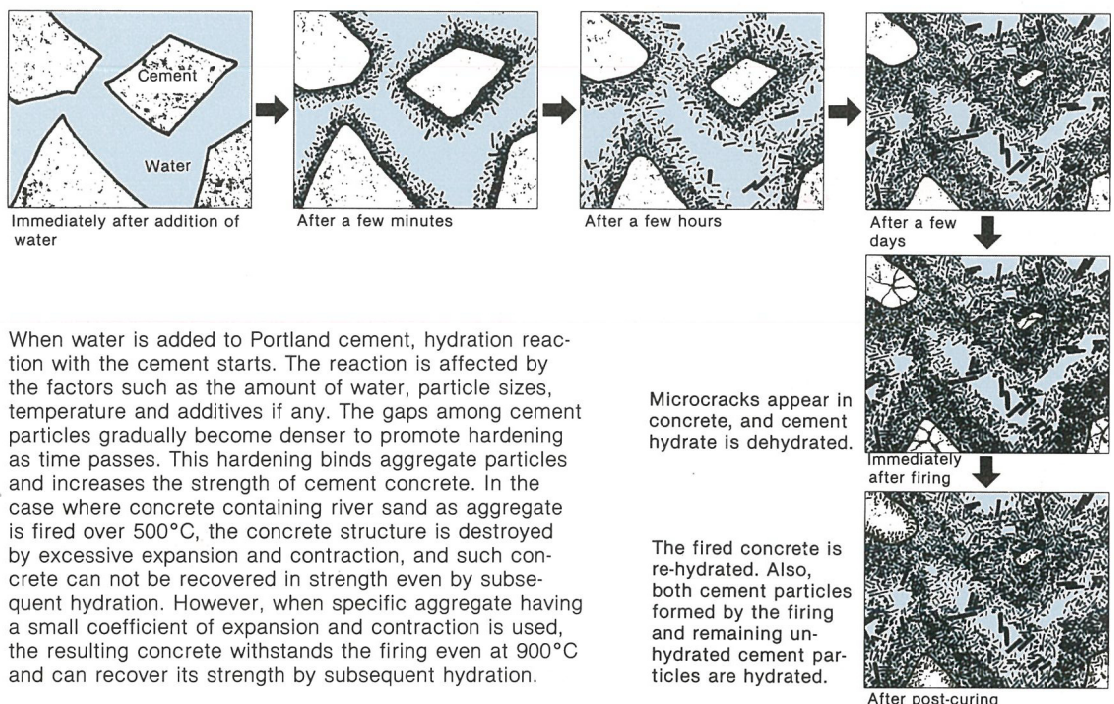 Cement
Water
Immediately after addition of
water
After a few minutes
After a few hours
After a few
days
When water is added to Portland cement, hydration reac-
tion with the cement starts. The reaction is affected by
the factors such as the amount of water, particle sizes,
temperature and additives if any. The gaps among cement
particles gradually become denser to promote hardening
as time passes. This hardening binds aggregate particles
and increases the strength of cement concrete. In the
case where concrete containing river sand as aggregate
is fired over 500°C, the concrete structure is destroyed
by excessive expansion and contraction, and such con-
crete can not be recovered in strength even by subse-
quent hydration. However, when specific aggregate having
a small coefficient of expansion and contraction is used,
the resulting concrete withstands the firing even at 900°C
and can recover its strength by subsequent hydration.
Microcracks appear in
concrete, and cement
hydrate is dehydrated.
Immediately
after firing
The fired concrete is
re-hydrated. Also,
both cement particles
formed by the firing
and remaining un-
hydrated cement par-
ticles are hydrated.
After post-curing